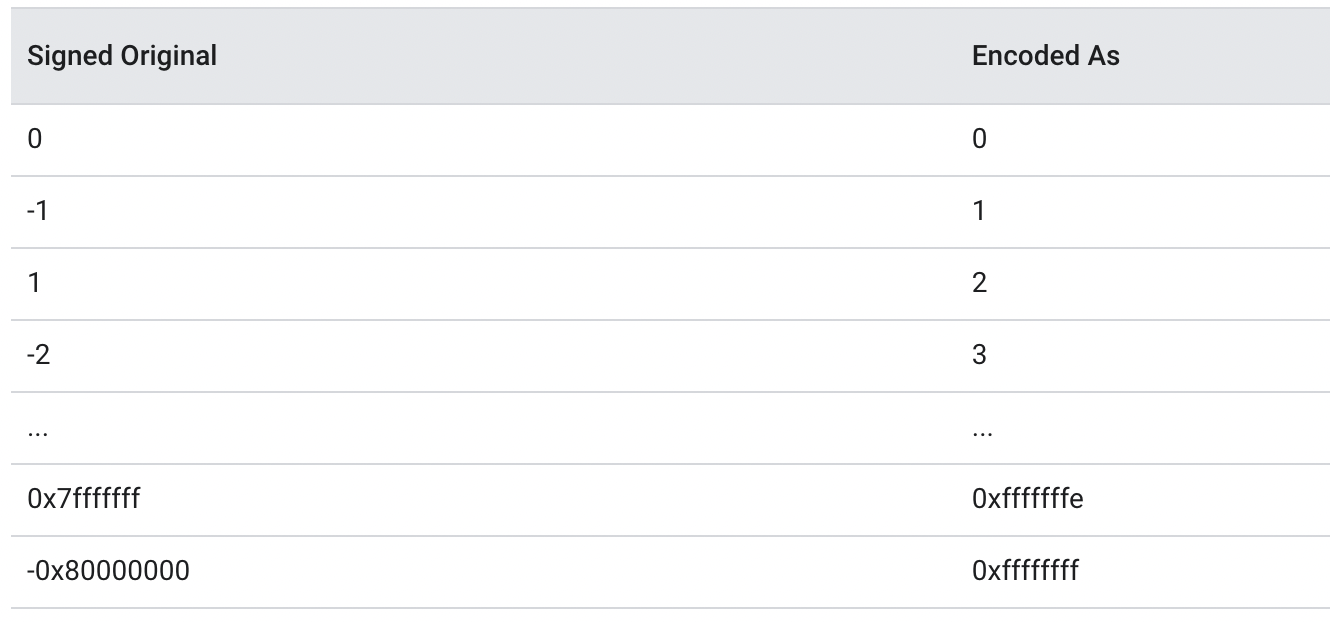 Signed Original Encoded As
0 0
-1 1
1 2
-2 3
... ...
0x7fffffff 0xfffffffe
-0x80000000 0xffffffff